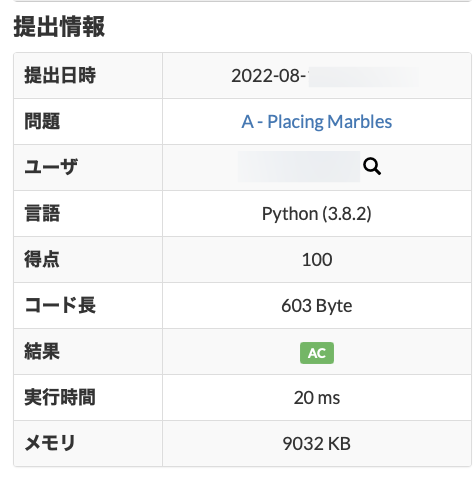 提出情報
提出日時 2022-08-
問題 A - Placing Marbles
ユーザ
言語 Python (3.8.2)
得点 100
コード長 603 Byte
結果 AC
実行時間 20 ms
メモリ 9032 KB